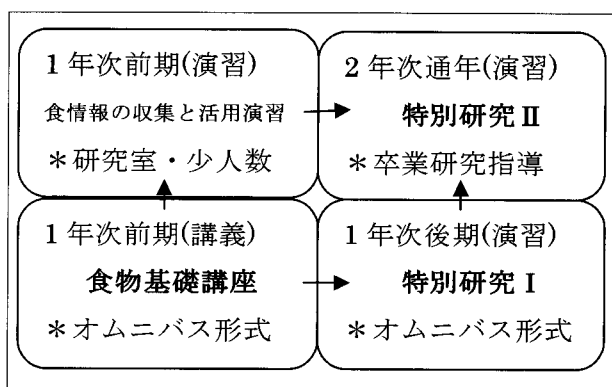 1年次前期(演習)
食情報の収集と活用演習
＊研究室・少人数
2年次通年(演習)
特別研究Ⅱ
＊卒業研究指導
1年次前期(講義)
食物基礎講座
＊オムニバス形式
1年次後期(演習)
特別研究Ⅰ
＊オムニバス形式